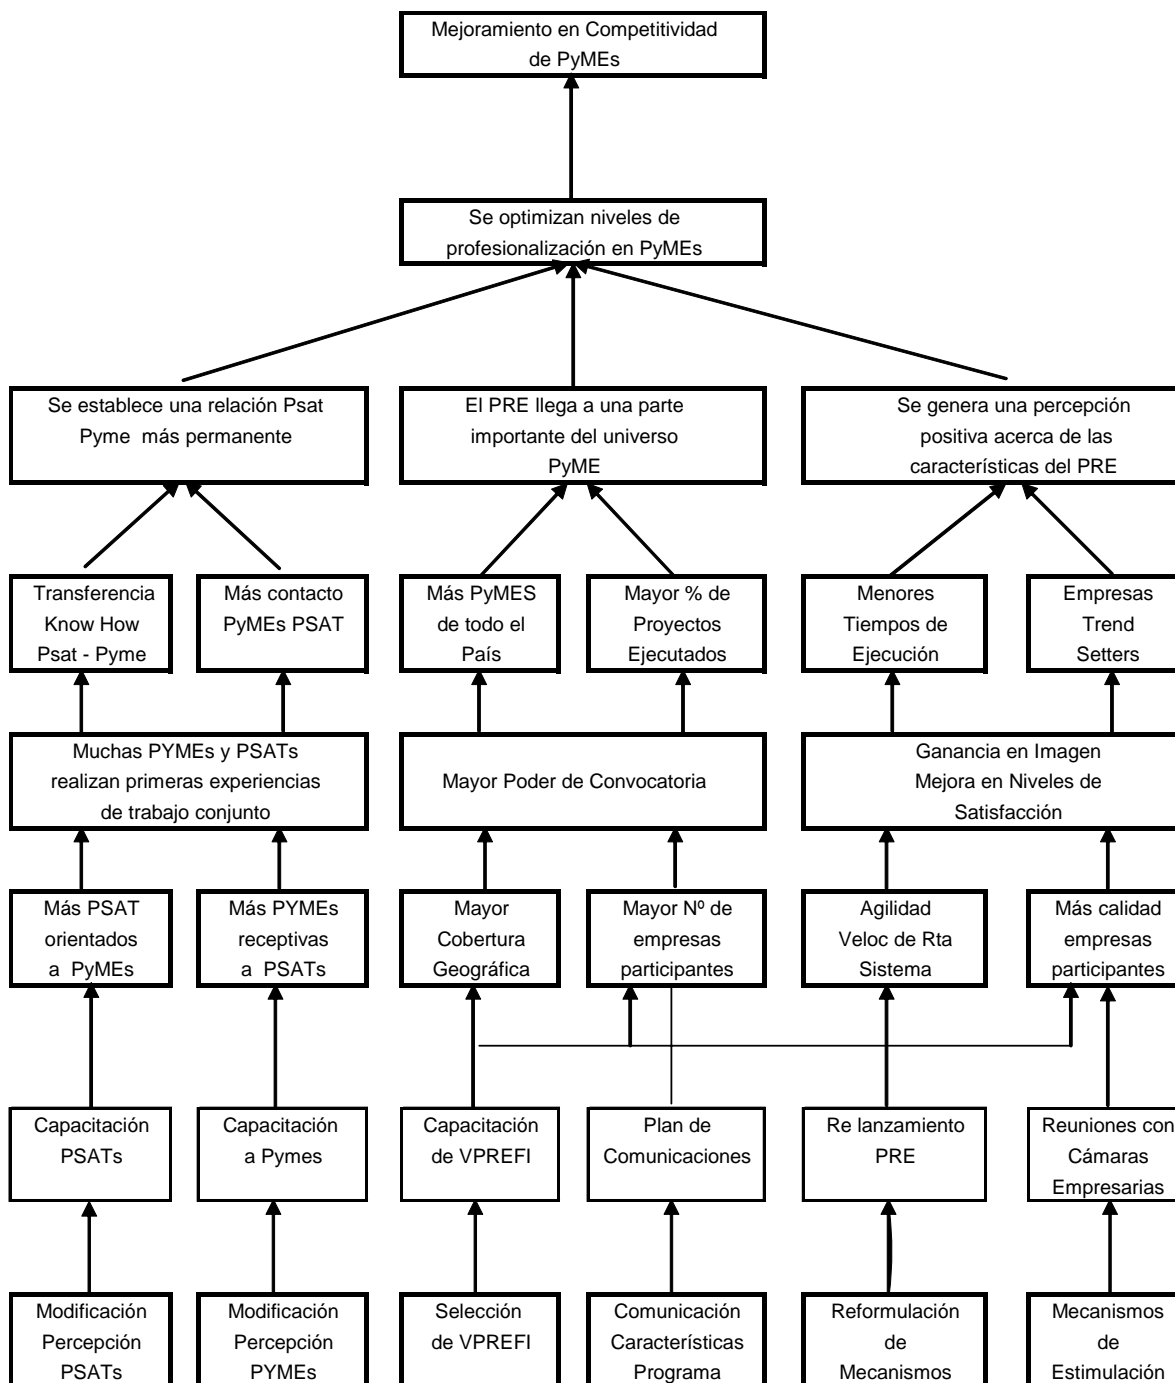 Mejoramiento en Competitividad
de PyMEs
Se optimizan niveles de
profesionalización en PyMEs
Se establece una relación Psat
Pyme más permanente
El PRE llega a una parte
importante del universo
PyME
Se genera una percepción
positiva acerca de las
características del PRE
Transferencia
Know How
Psat - Pyme
Más contacto
PyMEs PSAT
Más PyMES
de todo el
País
Mayor % de
Proyectos
Ejecutados
Menores
Tiempos de
Ejecución
Empresas
Trend
Setters
Muchas PYMEs y PSATs
realizan primeras experiencias
de trabajo conjunto
Mayor Poder de Convocatoria
Ganancia en Imagen
Mejora en Niveles de
Satisfacción
Más PSAT
orientados
a PyMEs
Más PYMEs
receptivas
a PSATs
Mayor
Cobertura
Geográfica
Mayor Nº de
empresas
participantes
Agilidad
Veloc de Rta
Sistema
Más calidad
empresas
participantes
Capacitación
PSATs
Capacitación
a Pymes
Capacitación
de VPREFI
Plan de
Comunicaciones
Re lanzamiento
PRE
Reuniones con
Cámaras
Empresarias
Modificación
Percepción
PSATs
Modificación
Percepción
PYMEs
Selección
de VPREFI
Comunicación
Características
Programa
Reformulación
de
Mecanismos
Mecanismos
de
Estimulación